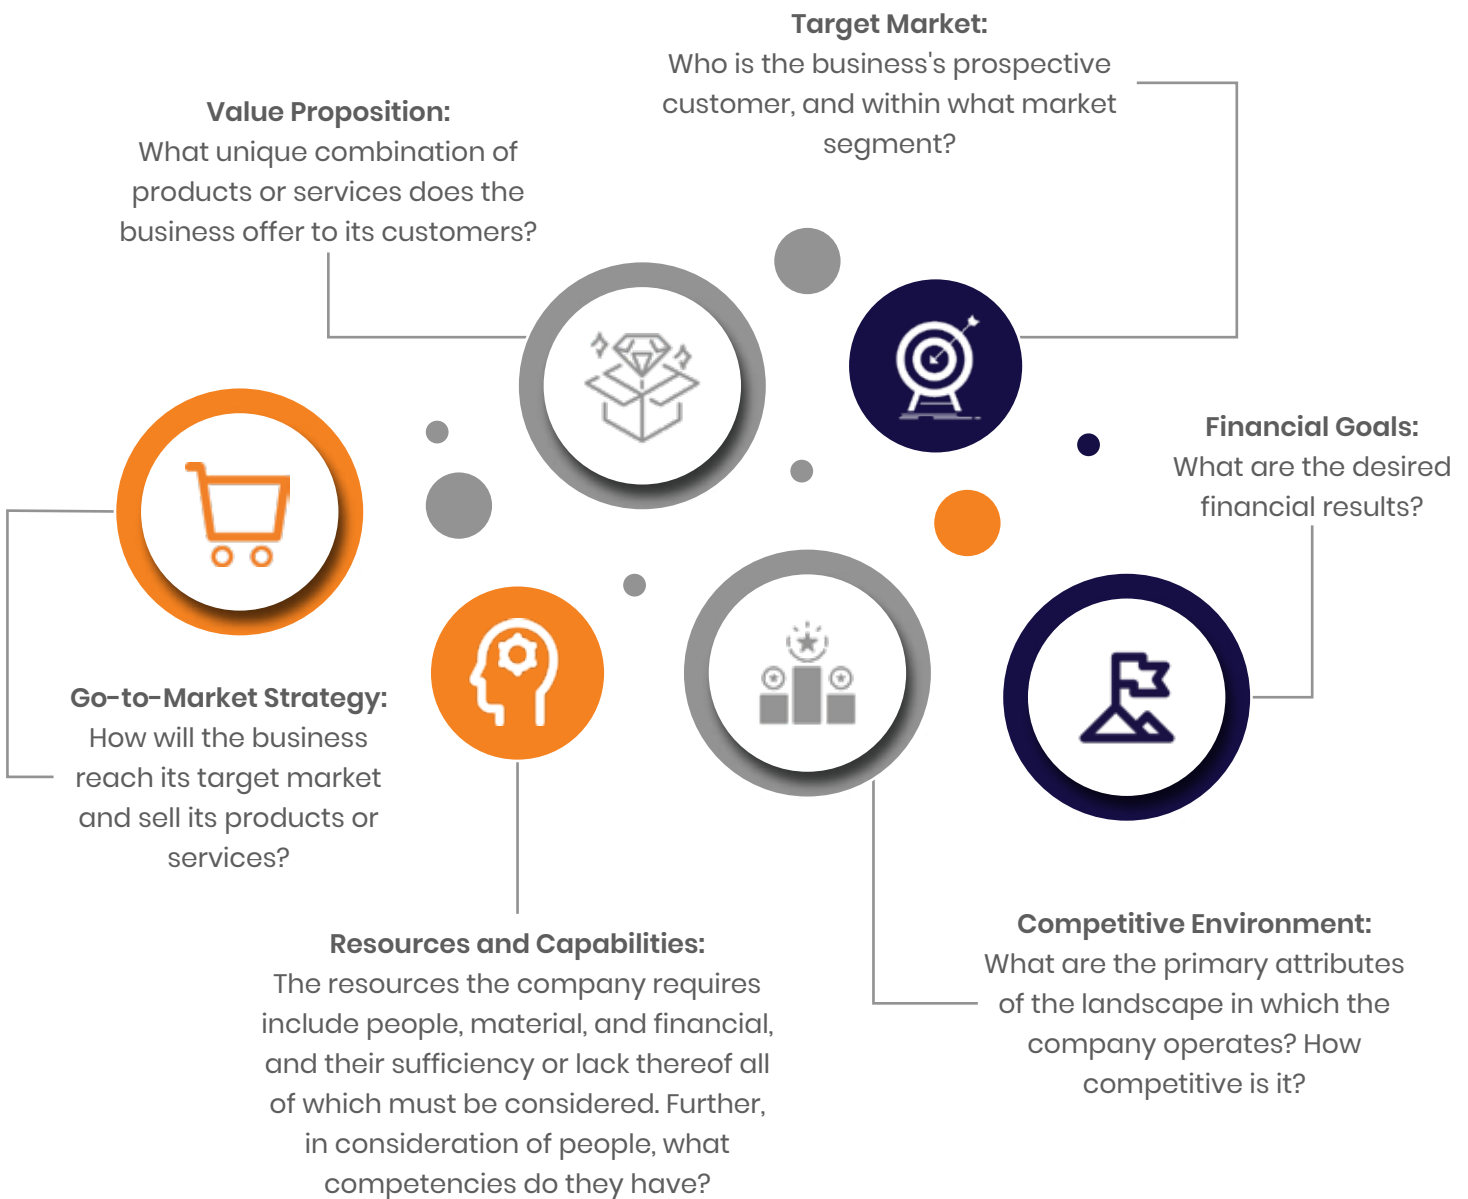 Target Market:
Who is the business's prospective
customer, and within what market
segment?
Value Proposition:
What unique combination of
products or services does the
business offer to its customers?
Financial Goals:
What are the desired
financial results?
Go-to-Market Strategy:
How will the business
reach its target market
and sell its products or
services?
Resources and Capabilities:
The resources the company requires
include people, material, and financial,
and their sufficiency or lack thereof all
of which must be considered. Further,
in consideration of people, what
competencies do they have?
Competitive Environment:
What are the primary attributes
of the landscape in which the
company operates? How
competitive is it?